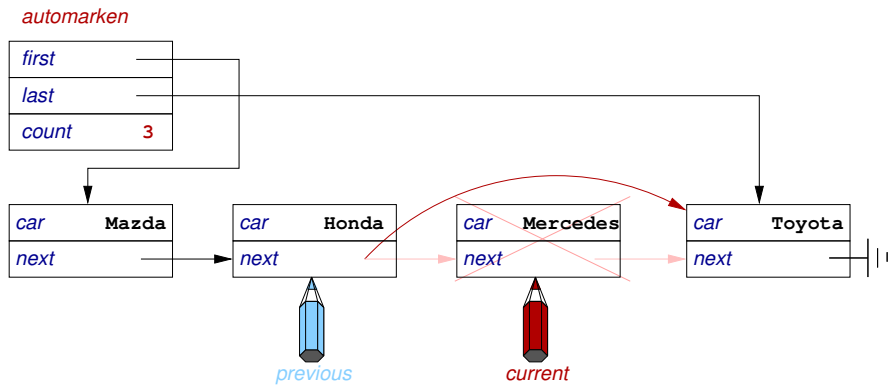 automarken
first
last
count 3
car Mazda
next
car Honda
next
car Mercedes
next
car Toyota
next
previous
current